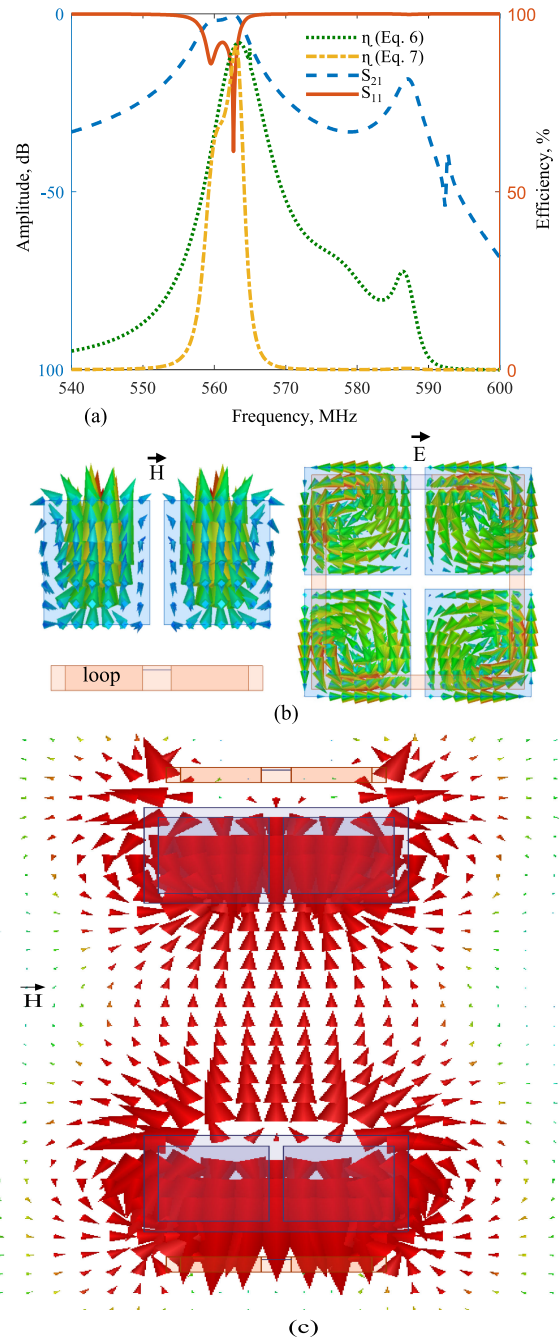 0
100
η (Eq. 6)
η (Eq. 7)
S21
S11
Amplitude, dB
-50
50
Efficiency, %
100
0
540
550
560
570
580
590
600
(a)
Frequency, MHz
H
E
loop
(b)
H
(c)